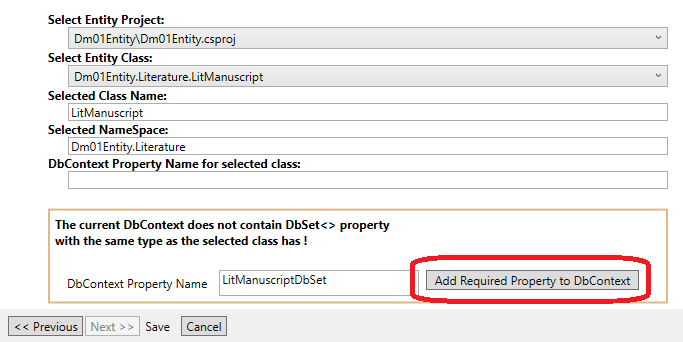 Select Entity Project:
Dm01Entity\Dm01Entity.csproj
Select Entity Class:
Dm01Entity.Literature.LitManuscript
Selected Class Name:
LitManuscript
Selected NameSpace:
Dm01Entity.Literature
DbContext Property Name for selected class:
The current DbContext does not contain DbSet<> property
with the same type as the selected class has !
DbContext Property Name LitManuscriptDbSet Add Required Property to DbContext
<< Previous Next >> Save Cancel